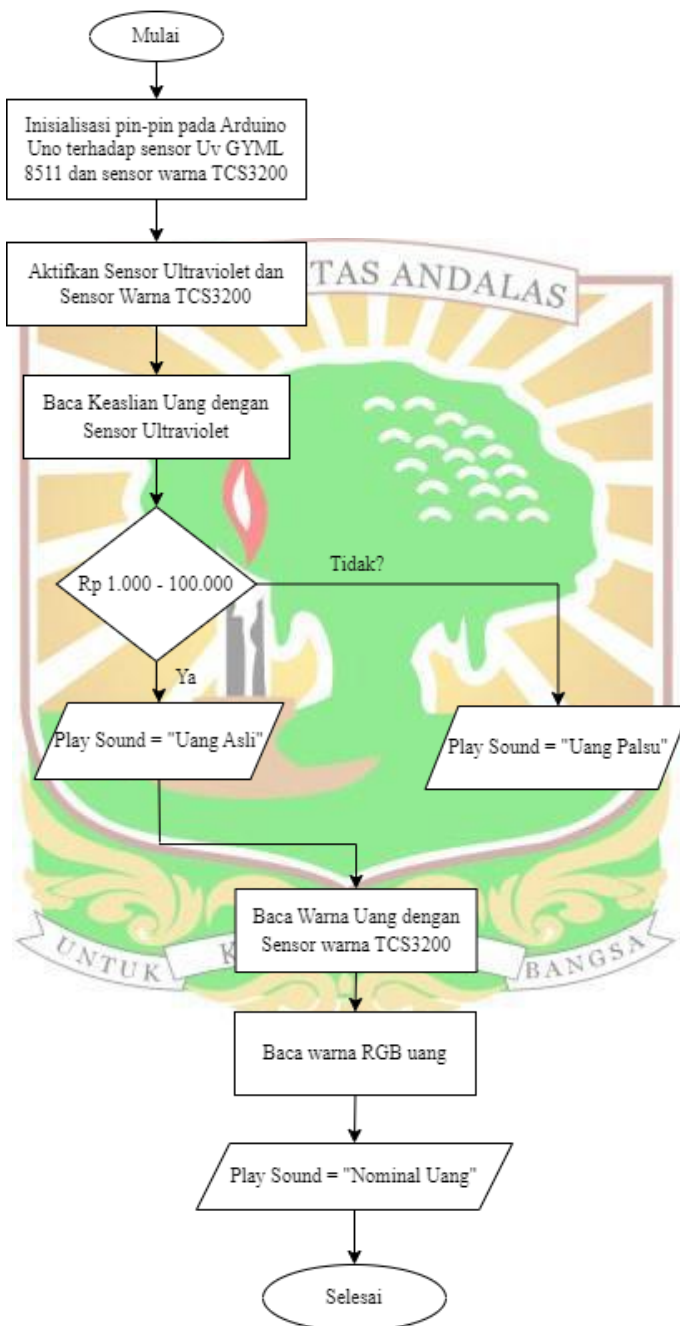 Mulai
Inisialisasi pin-pin pada Arduino
Uno terhadap sensor Uv GYML
8511 dan sensor warna TCS3200
Aktifkan Sensor Ultraviolet dan
Sensor Warna TCS3200
TAS ANDALAS
Baca Keaslian Uang dengan
Sensor Ultraviolet
Rp 1.000 - 100.000
Tidak?
Ya
Play Sound = "Uang Asli"
Play Sound = "Uang Palsu"
Baca Warna Uang dengan
Sensor warna TCS3200
UNTUK K BANGSA
Baca warna RGB uang
Play Sound = "Nominal Uang"
Selesai